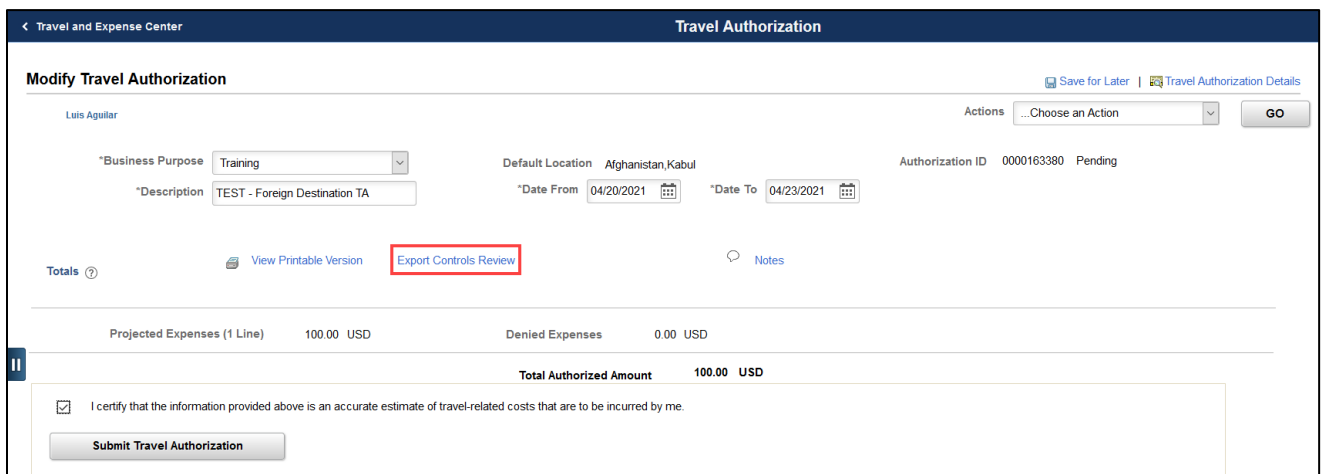 Travel and Expense Center Travel Authorization
Modify Travel Authorization
Save for Later | Travel Authorization Details
Luis Aguilar
Actions ...Choose an Action GO
*Business Purpose Training Default Location Afghanistan,Kabul Authorization ID 0000163380 Pending
*Description TEST - Foreign Destination TA *Date From 04/20/2021 *Date To 04/23/2021
Totals ? View Printable Version Export Controls Review Notes
Projected Expenses (1 Line) 100.00 USD Denied Expenses 0.00 USD
Total Authorized Amount 100.00 USD
I certify that the information provided above is an accurate estimate of travel-related costs that are to be incurred by me.
Submit Travel Authorization